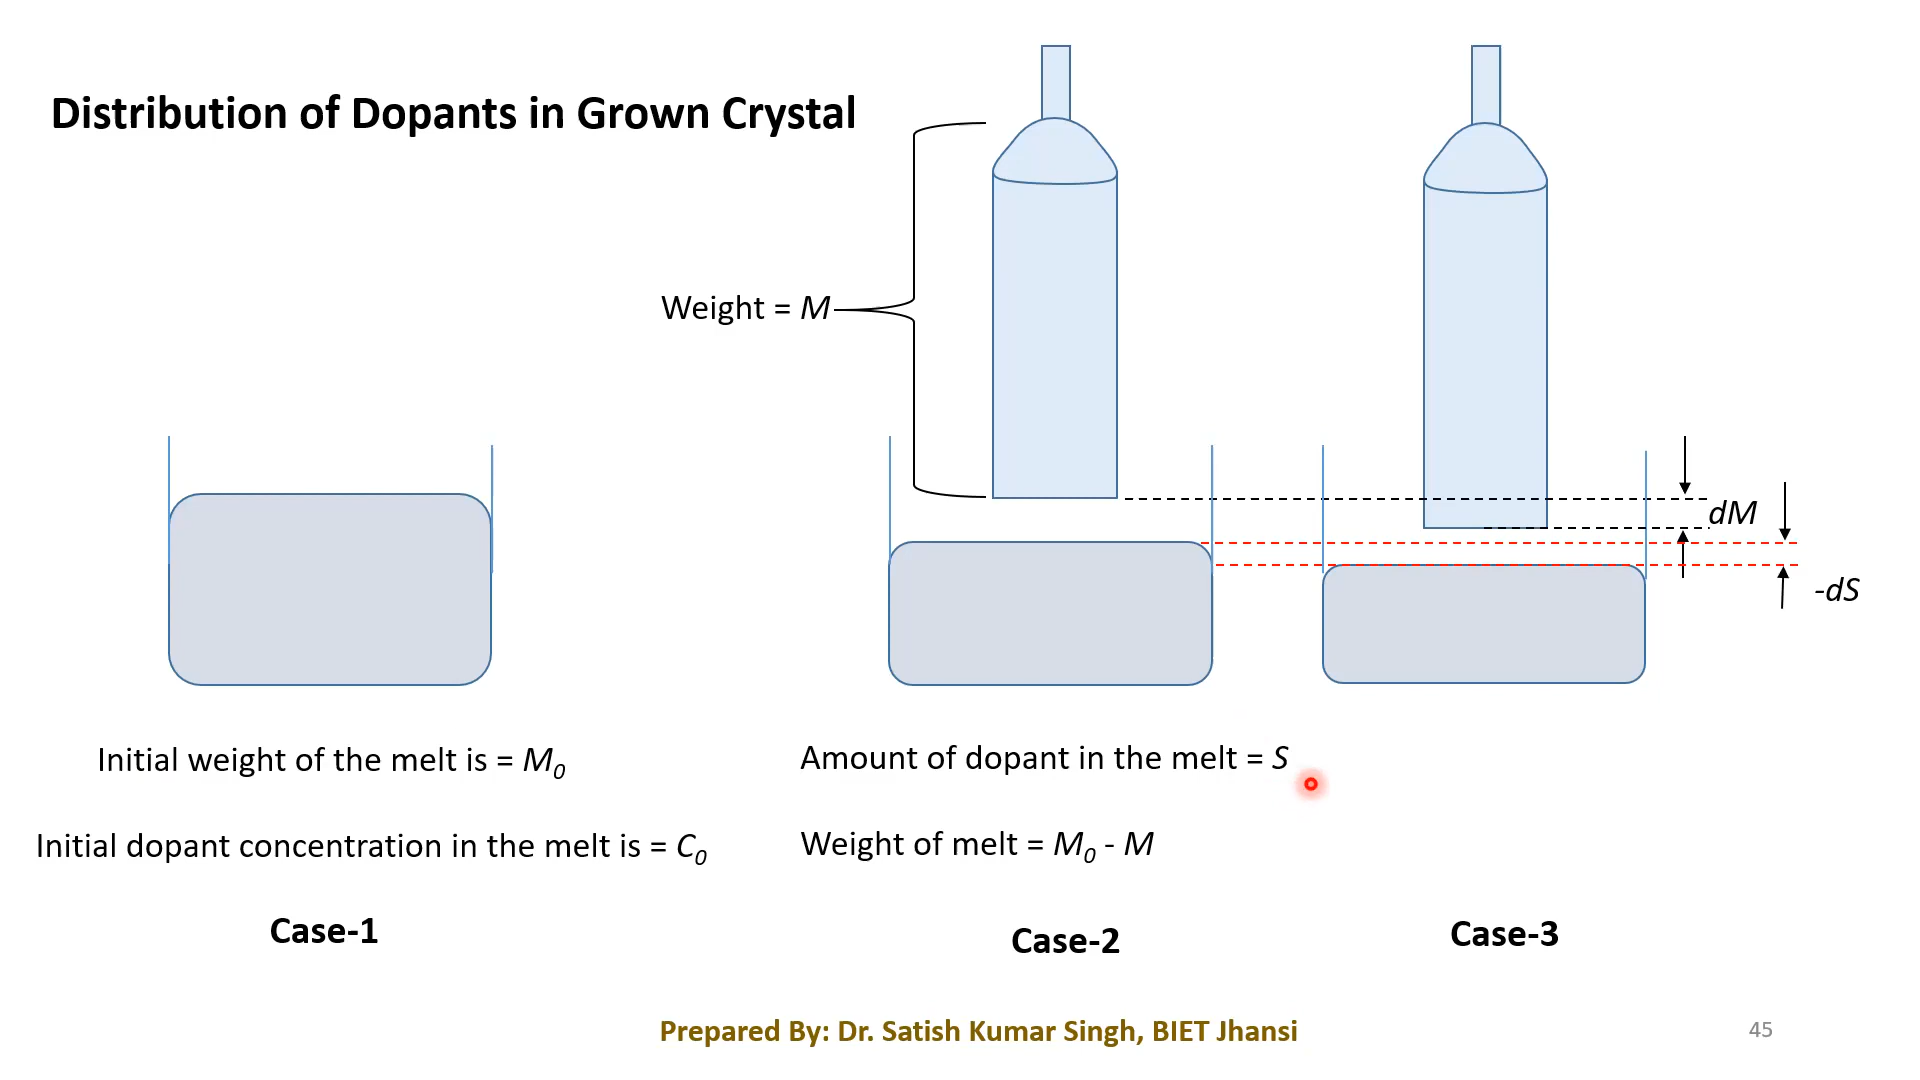 Distribution of Dopants in Grown Crystal
Weight = M
dM
-dS
Initial weight of the melt is = M₀
Amount of dopant in the melt = S
Initial dopant concentration in the melt is = C₀
Weight of melt = M₀ - M
Case-1
Case-2
Case-3
Prepared By: Dr. Satish Kumar Singh, BIET Jhansi
45